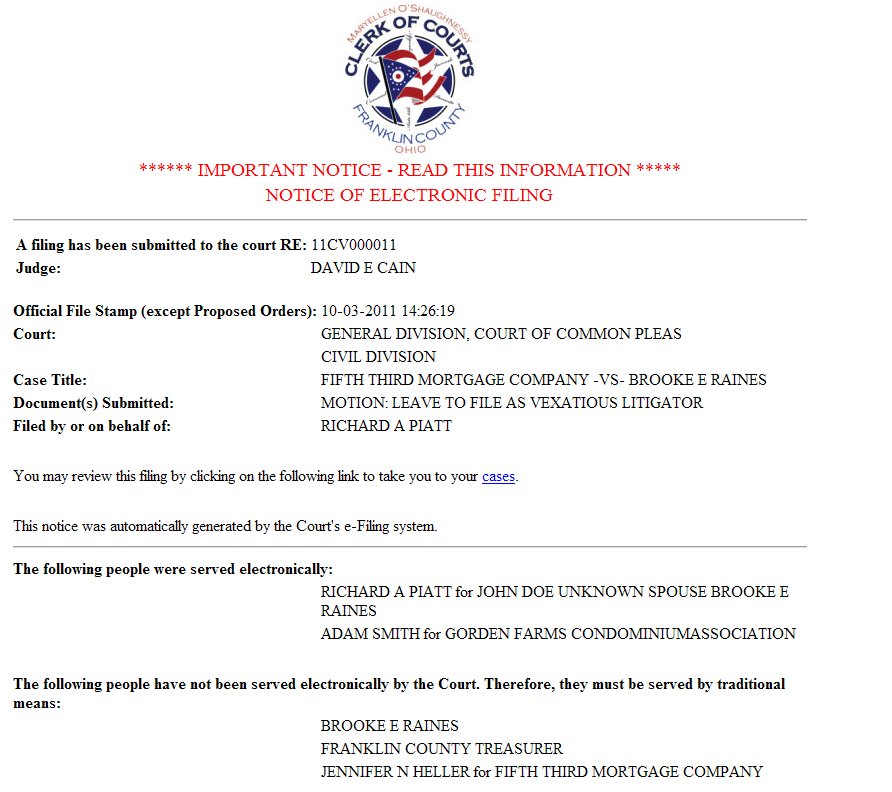 MARYELLEN O'SHAUGHNESSY
CLERK OF COURTS
FRANKLIN COUNTY
OHIO
****** IMPORTANT NOTICE - READ THIS INFORMATION *****
NOTICE OF ELECTRONIC FILING
A filing has been submitted to the court RE: 11CV000011
Judge: DAVID E CAIN
Official File Stamp (except Proposed Orders): 10-03-2011 14:26:19
Court: GENERAL DIVISION, COURT OF COMMON PLEAS
CIVIL DIVISION
Case Title: FIFTH THIRD MORTGAGE COMPANY -VS- BROOKE E RAINES
Document(s) Submitted: MOTION: LEAVE TO FILE AS VEXATIOUS LITIGATOR
Filed by or on behalf of: RICHARD A PIATT
You may review this filing by clicking on the following link to take you to your cases.
This notice was automatically generated by the Court's e-Filing system.
The following people were served electronically:
RICHARD A PIATT for JOHN DOE UNKNOWN SPOUSE BROOKE E
RAINES
ADAM SMITH for GORDEN FARMS CONDOMINIUMASSOCIATION
The following people have not been served electronically by the Court. Therefore, they must be served by traditional
means:
BROOKE E RAINES
FRANKLIN COUNTY TREASURER
JENNIFER N HELLER for FIFTH THIRD MORTGAGE COMPANY